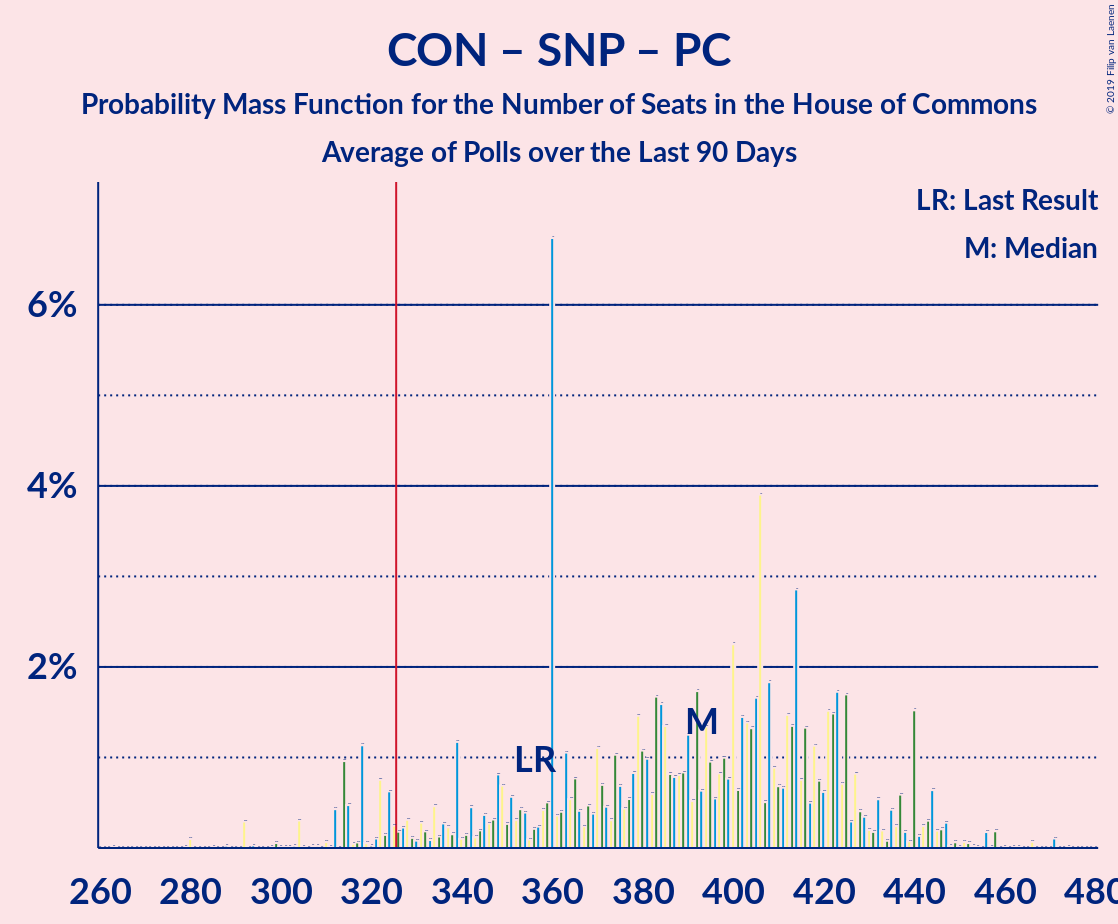 CON – SNP – PC
Probability Mass Function for the Number of Seats in the House of Commons
Average of Polls over the Last 90 Days
© 2019 Filip van Laenen
LR: Last Result
M: Median
6%
4%
2%
LR
M
260 280 300 320 340 360 380 400 420 440 460 480